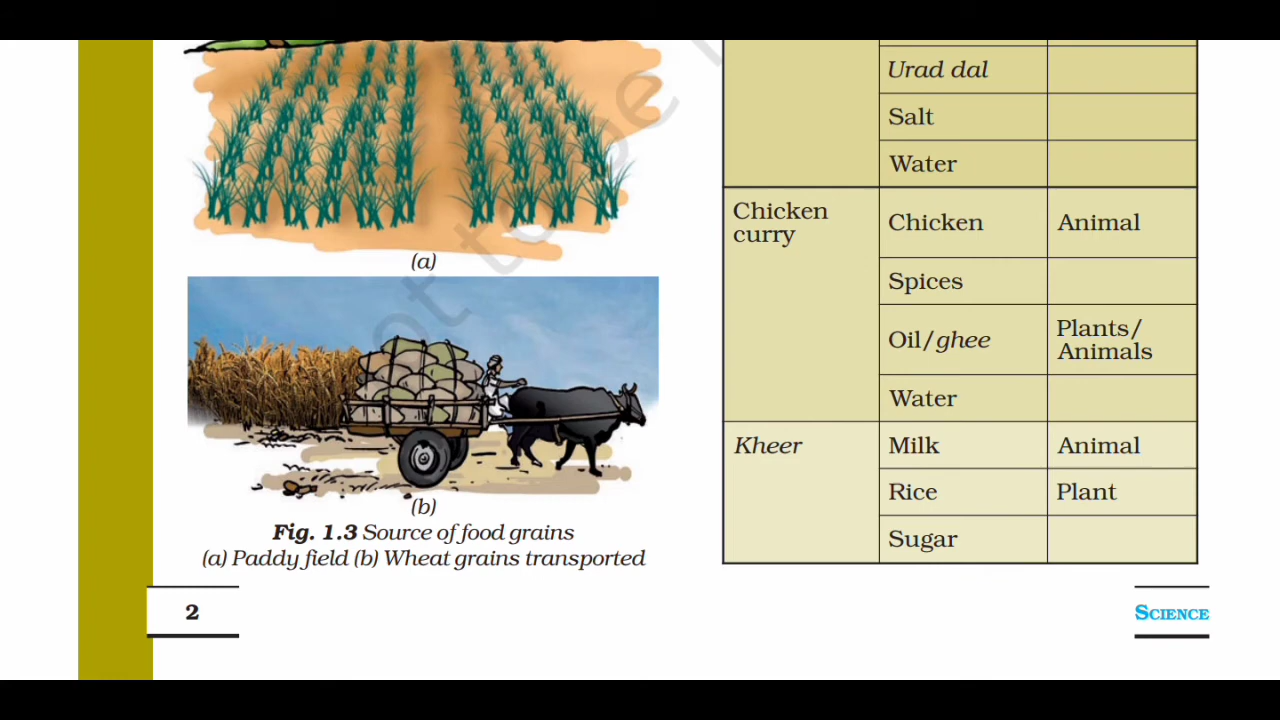 (a)
(b)
Fig. 1.3 Source of food grains
(a) Paddy field (b) Wheat grains transported
2
Urad dal
Salt
Water
Chicken
curry
Chicken
Animal
Spices
Oil/ghee
Plants/
Animals
Water
Kheer
Milk
Animal
Rice
Plant
Sugar
SCIENCE